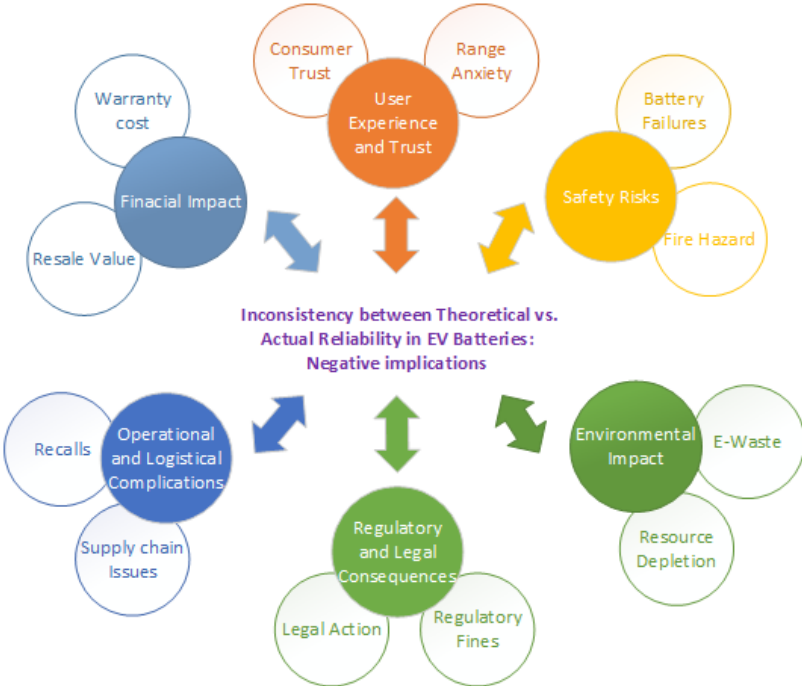 Consumer
Trust
Range
Anxiety
User
Experience
and Trust
Warranty
cost
Finacial Impact
Resale Value
Battery
Failures
Safety Risks
Fire Hazard
Inconsistency between Theoretical vs.
Actual Reliability in EV Batteries:
Negative implications
Recalls
Operational
and Logistical
Complications
Supply chain
Issues
Regulatory
and Legal
Consequences
Legal Action
Regulatory
Fines
Environmental
Impact
E-Waste
Resource
Depletion